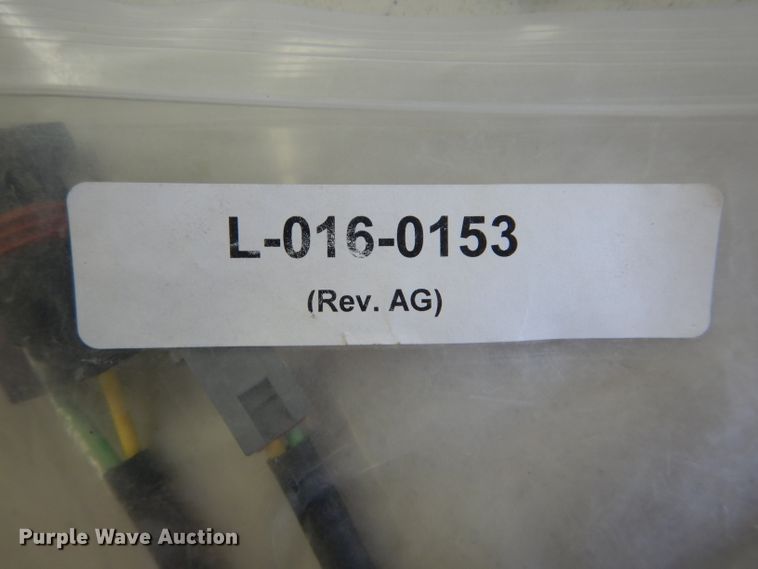 L-016-0153
(Rev. AG)
Purple Wave Auction